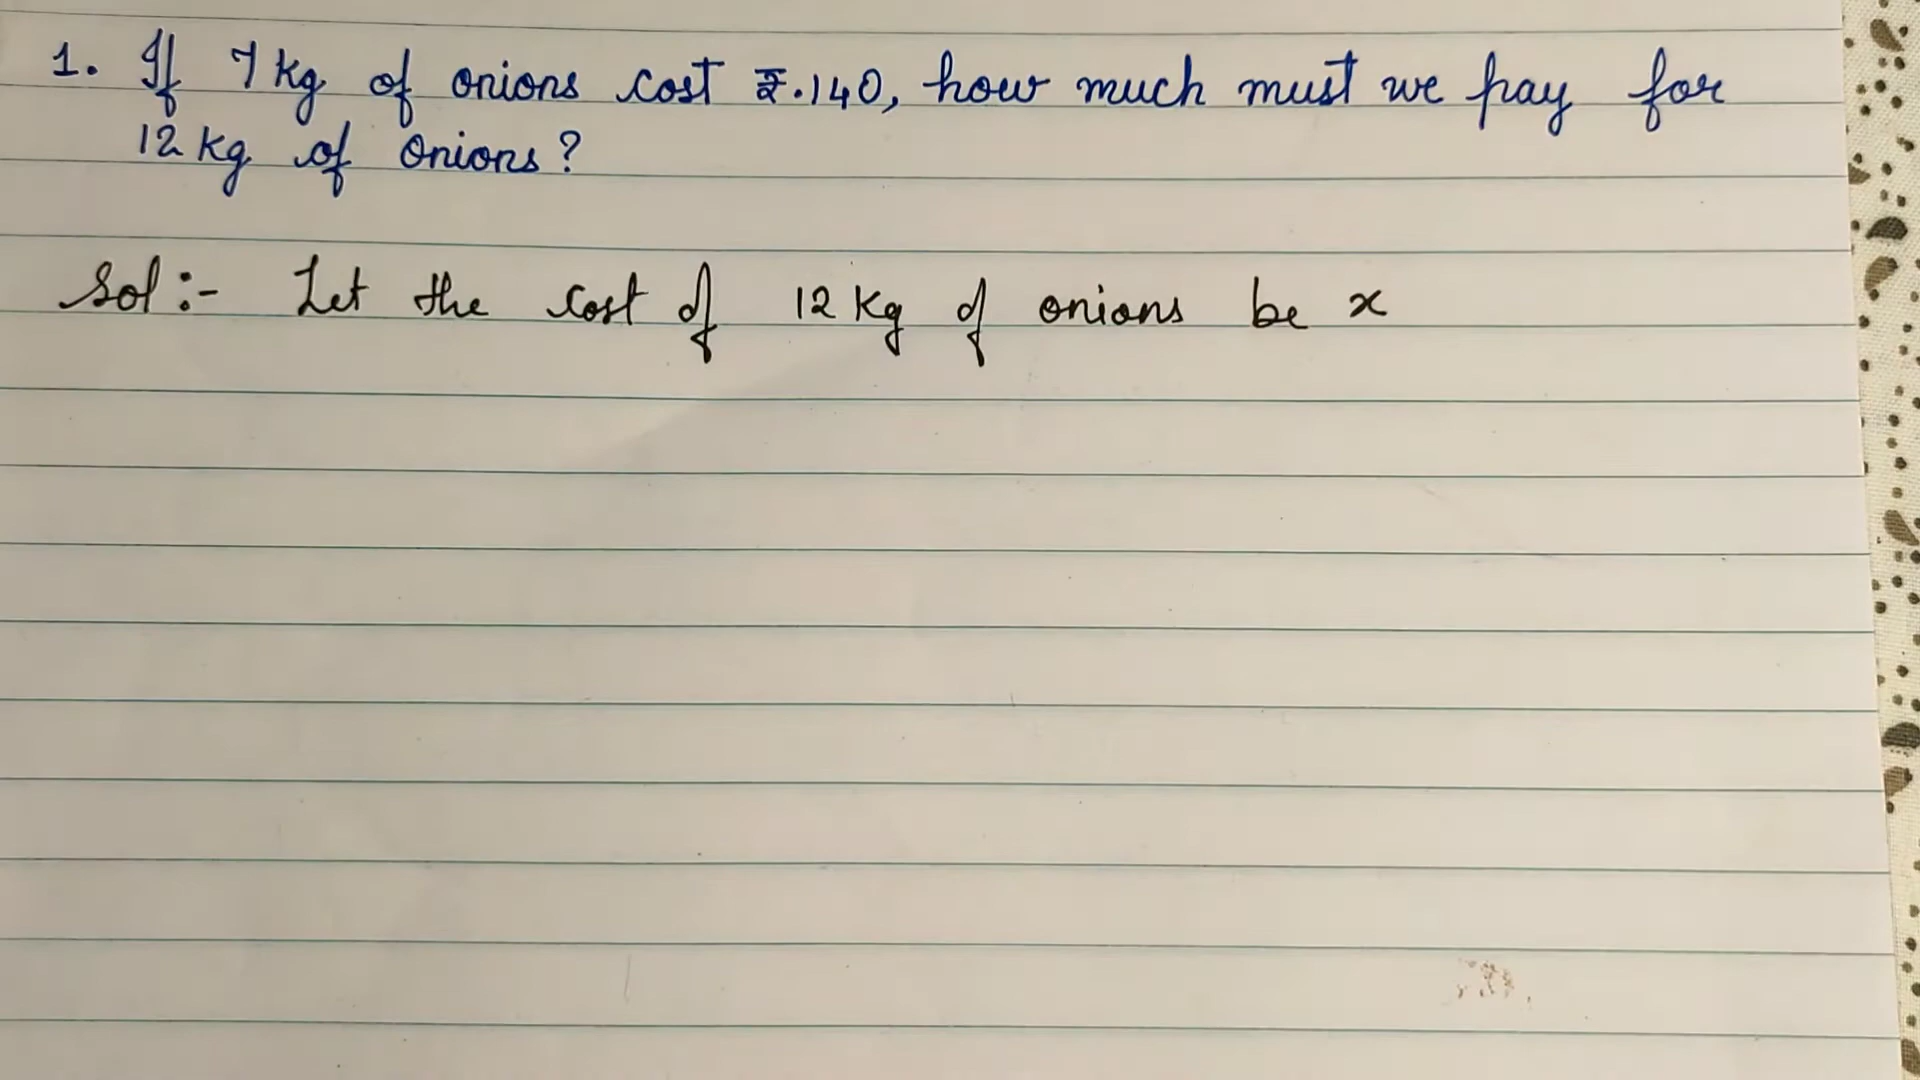 1. If 7 kg of onions cost ₹.140, how much must we pay for
12 kg of onions?
Sol :- Let the cost of 12 kg of onions be x